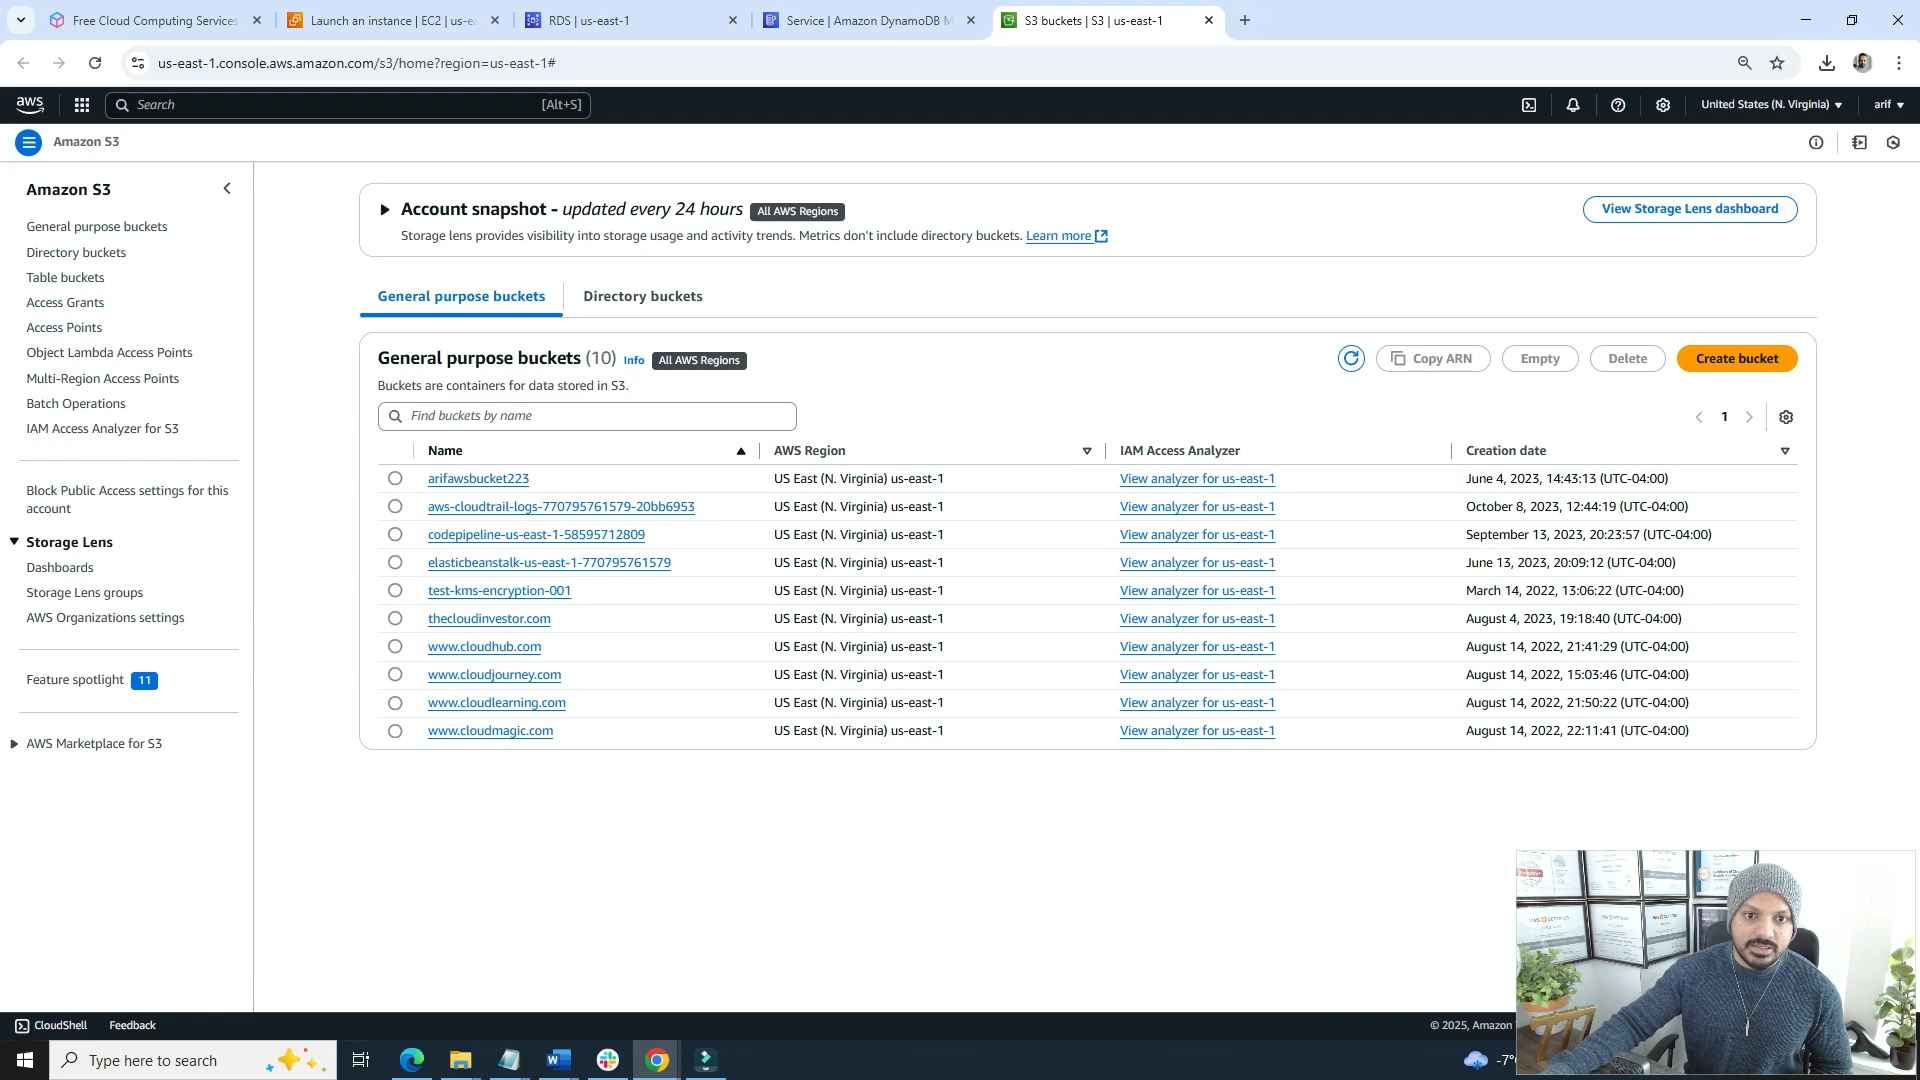 Free Cloud Computing Services
Launch an instance | EC2 | us-ea
RDS | us-east-1
Service | Amazon DynamoDB M
S3 buckets | S3 | us-east-1
us-east-1.console.aws.amazon.com/s3/home?region=us-east-1#
aws
Search
[Alt+S]
United States (N. Virginia)
arif
Amazon S3
Amazon S3
General purpose buckets
Directory buckets
Table buckets
Access Grants
Access Points
Object Lambda Access Points
Multi-Region Access Points
Batch Operations
IAM Access Analyzer for S3
Block Public Access settings for this
account
Storage Lens
Dashboards
Storage Lens groups
AWS Organizations settings
Feature spotlight 11
AWS Marketplace for S3
Account snapshot - updated every 24 hours All AWS Regions
View Storage Lens dashboard
Storage lens provides visibility into storage usage and activity trends. Metrics don't include directory buckets. Learn more
General purpose buckets
Directory buckets
General purpose buckets (10) Info All AWS Regions
Copy ARN
Empty
Delete
Create bucket
Buckets are containers for data stored in S3.
Find buckets by name
1
Name AWS Region IAM Access Analyzer Creation date
arifawsbucket223 US East (N. Virginia) us-east-1 View analyzer for us-east-1 June 4, 2023, 14:43:13 (UTC-04:00)
aws-cloudtrail-logs-770795761579-20bb6953 US East (N. Virginia) us-east-1 View analyzer for us-east-1 October 8, 2023, 12:44:19 (UTC-04:00)
codepipeline-us-east-1-58595712809 US East (N. Virginia) us-east-1 View analyzer for us-east-1 September 13, 2023, 20:23:57 (UTC-04:00)
elasticbeanstalk-us-east-1-770795761579 US East (N. Virginia) us-east-1 View analyzer for us-east-1 June 13, 2023, 20:09:12 (UTC-04:00)
test-kms-encryption-001 US East (N. Virginia) us-east-1 View analyzer for us-east-1 March 14, 2022, 13:06:22 (UTC-04:00)
thecloudinvestor.com US East (N. Virginia) us-east-1 View analyzer for us-east-1 August 4, 2023, 19:18:40 (UTC-04:00)
www.cloudhub.com US East (N. Virginia) us-east-1 View analyzer for us-east-1 August 14, 2022, 21:41:29 (UTC-04:00)
www.cloudjourney.com US East (N. Virginia) us-east-1 View analyzer for us-east-1 August 14, 2022, 15:03:46 (UTC-04:00)
www.cloudlearning.com US East (N. Virginia) us-east-1 View analyzer for us-east-1 August 14, 2022, 21:50:22 (UTC-04:00)
www.cloudmagic.com US East (N. Virginia) us-east-1 View analyzer for us-east-1 August 14, 2022, 22:11:41 (UTC-04:00)
CloudShell
Feedback
© 2025, Amazon
Type here to search
-7°